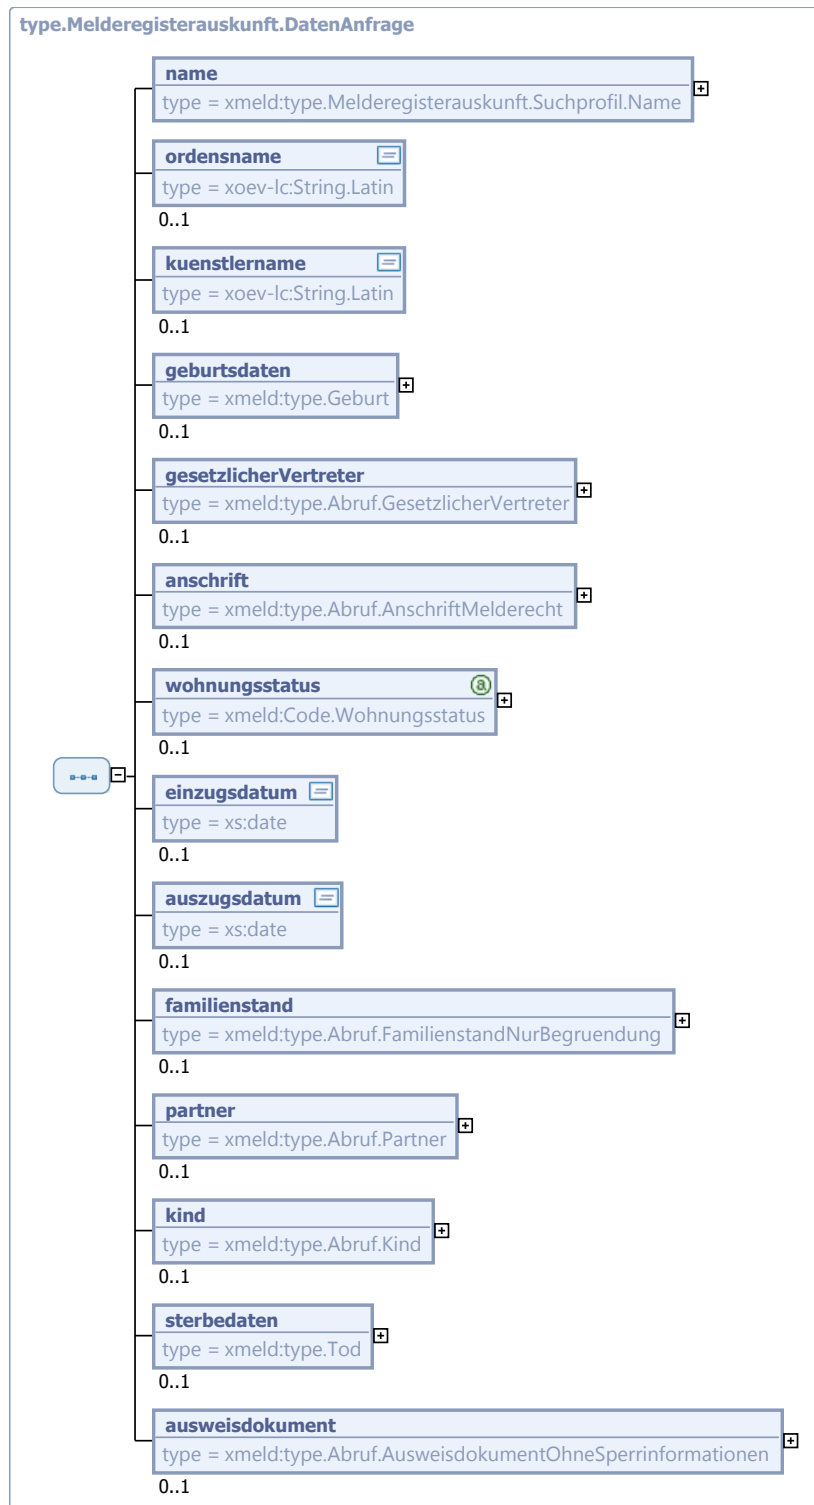 type.Melderegisterauskunft.DatenAnfrage
name
type = xmeld:type.Melderegisterauskunft.Suchprofil.Name
ordensname
type = xoev-lc:String.Latin
0..1
kuenstlername
type = xoev-lc:String.Latin
0..1
geburtsdaten
type = xmeld:type.Geburt
0..1
gesetzlicherVertreter
type = xmeld:type.Abruf.GesetzlicherVertreter
0..1
anschrift
type = xmeld:type.Abruf.AnschriftMelderecht
0..1
wohnungsstatus
type = xmeld:Code.Wohnungsstatus
0..1
einzugsdatum
type = xs:date
0..1
auszugsdatum
type = xs:date
0..1
familienstand
type = xmeld:type.Abruf.FamilienstandNurBegruendung
0..1
partner
type = xmeld:type.Abruf.Partner
0..1
kind
type = xmeld:type.Abruf.Kind
0..1
sterbedaten
type = xmeld:type.Tod
0..1
ausweisdokument
type = xmeld:type.Abruf.AusweisdokumentOhneSperrinformationen
0..1